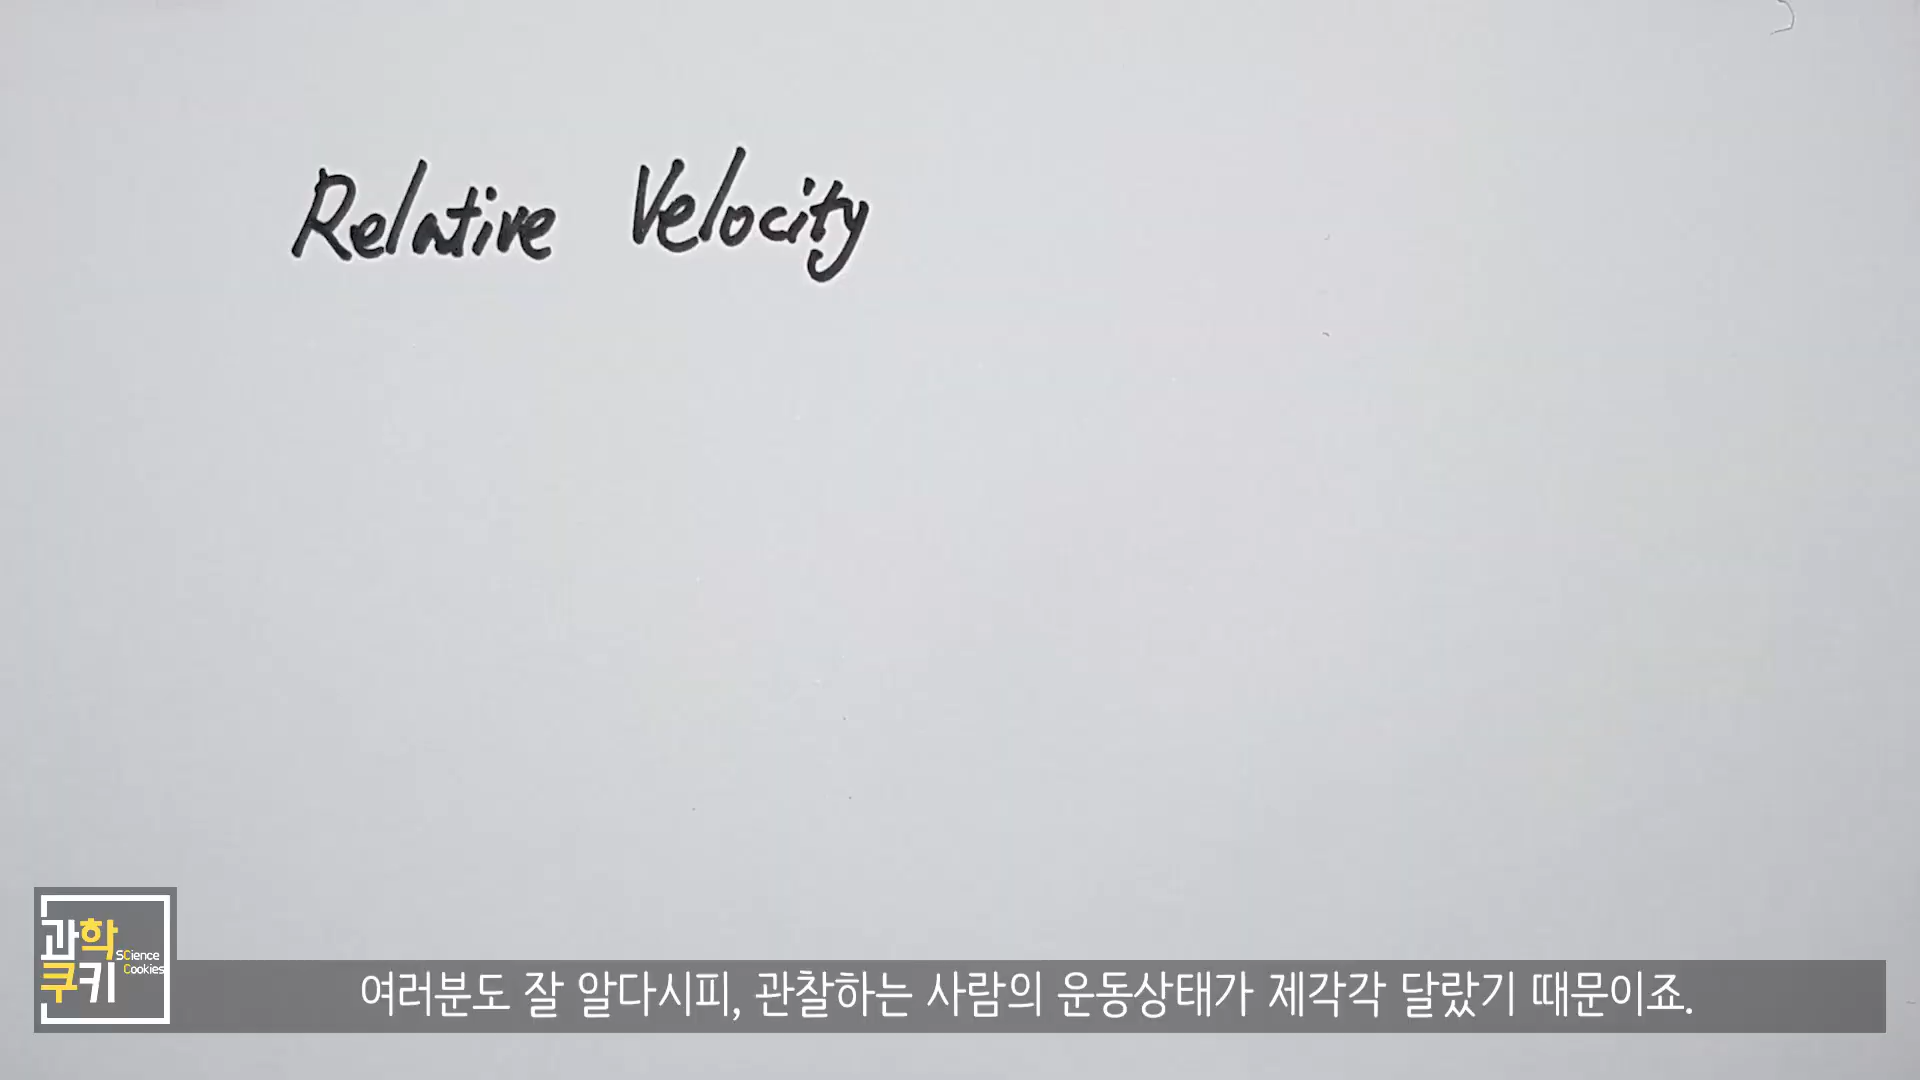 Relative Velocity
과학
SCience
쿠키
Cookies
여러분도 잘 알다시피, 관찰하는 사람의 운동상태가 제각각 달랐기 때문이죠.